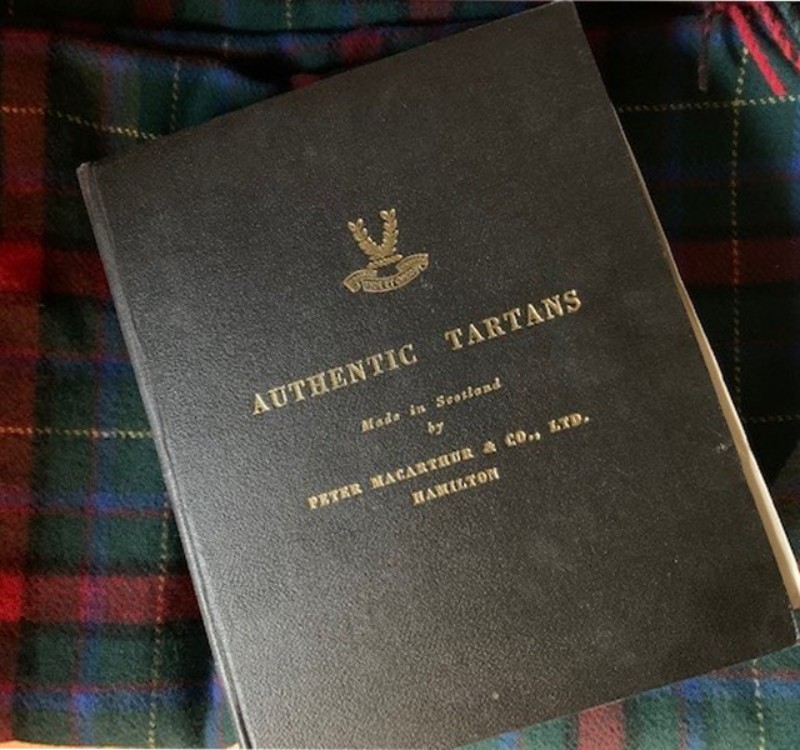 AUTHENTIC TARTANS
Made in Scotland
by
PETER MACARTHUR & CO., LTD.
HAMILTON